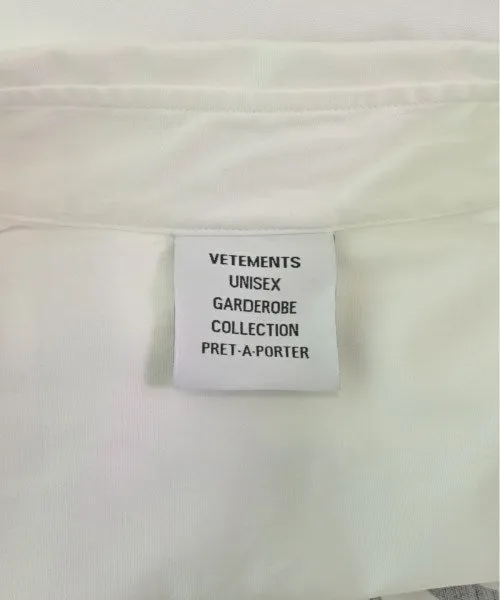 VETEMENTS
UNISEX
GARDEROBE
COLLECTION
PRET-A-PORTER